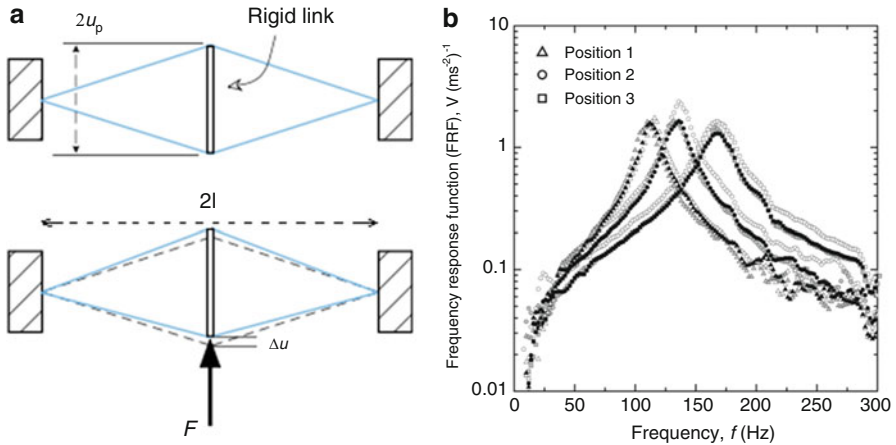 a
2uₚ
Rigid link
2l
Δu
F
b
Frequency response function (FRF), V (ms⁻²)⁻¹
10
1
0.1
0.01
Position 1
Position 2
Position 3
0 50 100 150 200 250 300
Frequency, f (Hz)